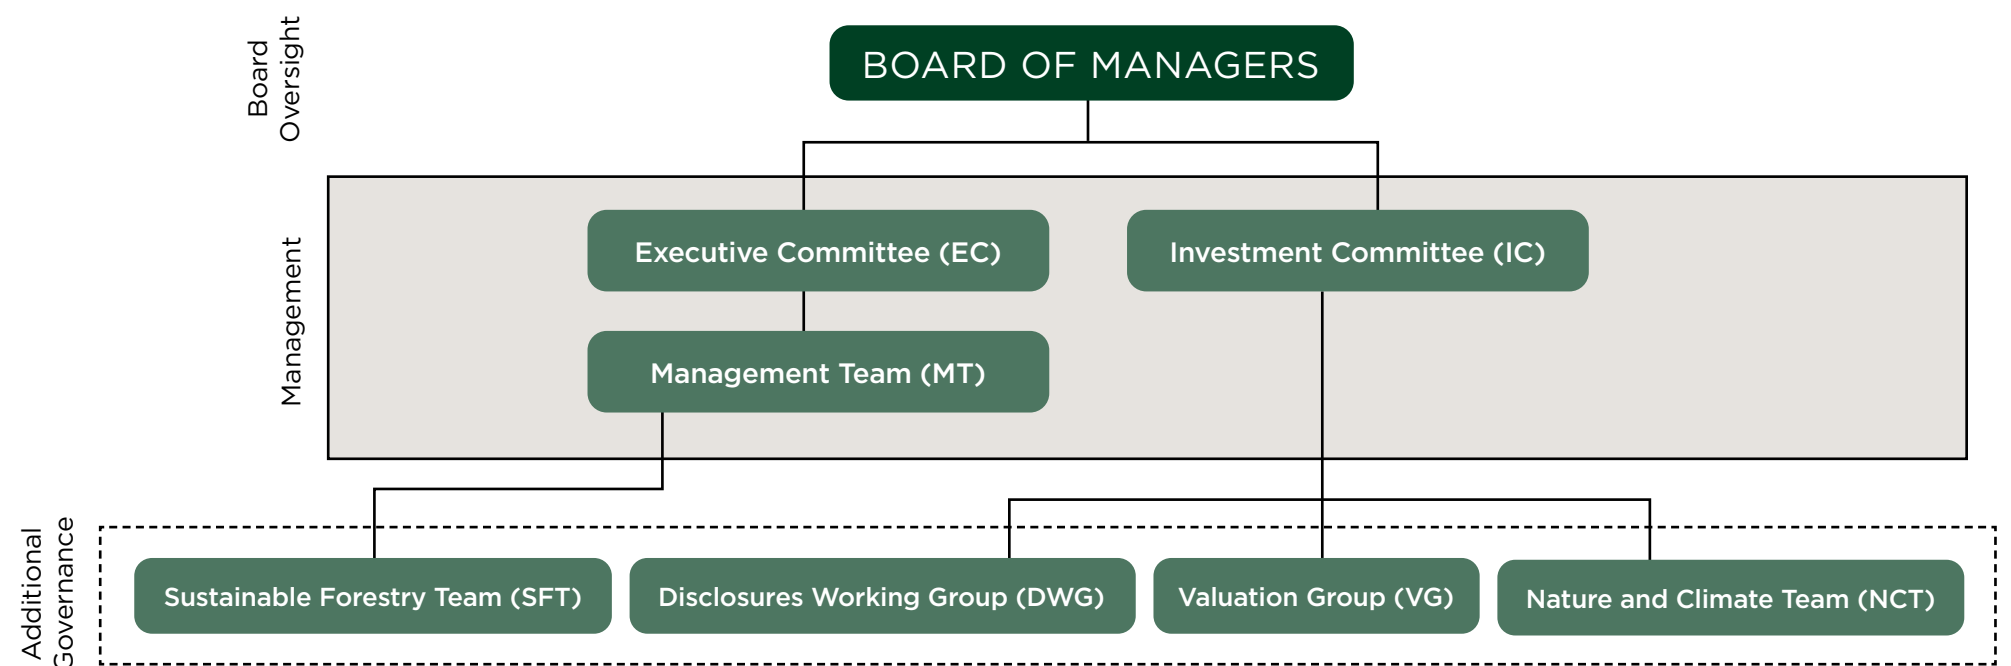 Board
Oversight
BOARD OF MANAGERS
Management
Executive Committee (EC)
Investment Committee (IC)
Management Team (MT)
Additional
Governance
Sustainable Forestry Team (SFT)
Disclosures Working Group (DWG)
Valuation Group (VG)
Nature and Climate Team (NCT)